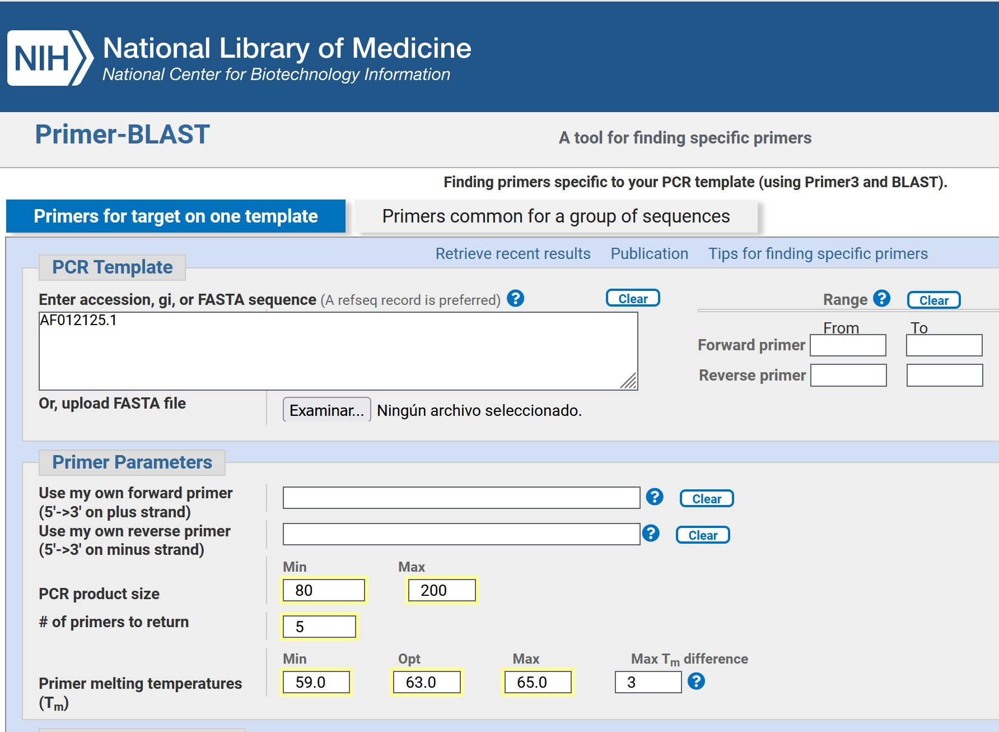 NIH National Library of Medicine
National Center for Biotechnology Information
Primer-BLAST A tool for finding specific primers
Finding primers specific to your PCR template (using Primer3 and BLAST).
Primers for target on one template Primers common for a group of sequences
Retrieve recent results Publication Tips for finding specific primers
PCR Template
Enter accession, gi, or FASTA sequence (A refseq record is preferred) ? Clear Range ? Clear
AF012125.1
From To
Forward primer
Reverse primer
Or, upload FASTA file Examinar... Ningún archivo seleccionado.
Primer Parameters
Use my own forward primer
(5'->3' on plus strand) ? Clear
Use my own reverse primer
(5'->3' on minus strand) ? Clear
Min Max
PCR product size 80 200
# of primers to return 5
Min Opt Max Max Tm difference
Primer melting temperatures 59.0 63.0 65.0 3 ?
(Tm)